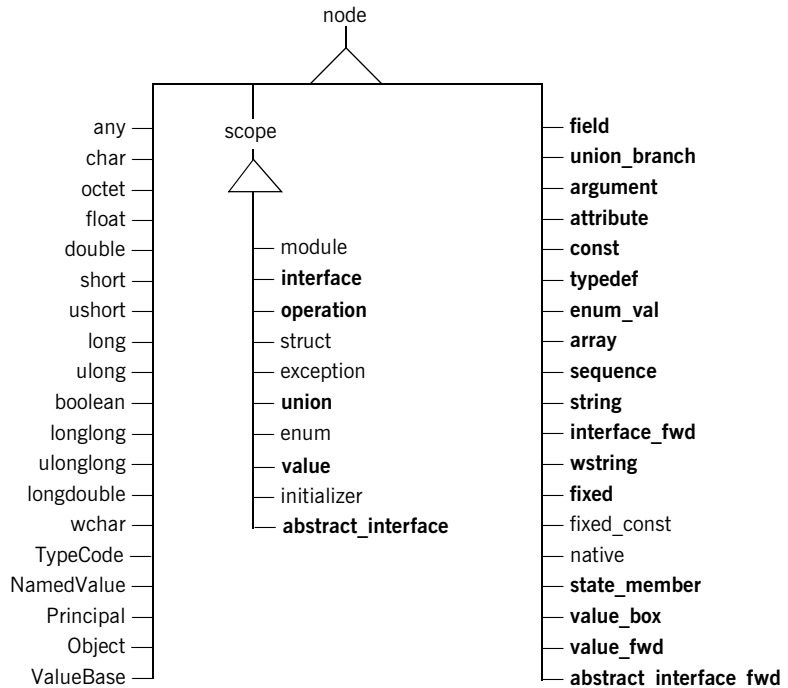 node
any
char
octet
float
double
short
ushort
long
ulong
boolean
longlong
ulonglong
longdouble
wchar
TypeCode
NamedValue
Principal
Object
ValueBase
scope
module
interface
operation
struct
exception
union
enum
value
initializer
abstract_interface
field
union_branch
argument
attribute
const
typedef
enum_val
array
sequence
string
interface_fwd
wstring
fixed
fixed_const
native
state_member
value_box
value_fwd
abstract_interface_fwd